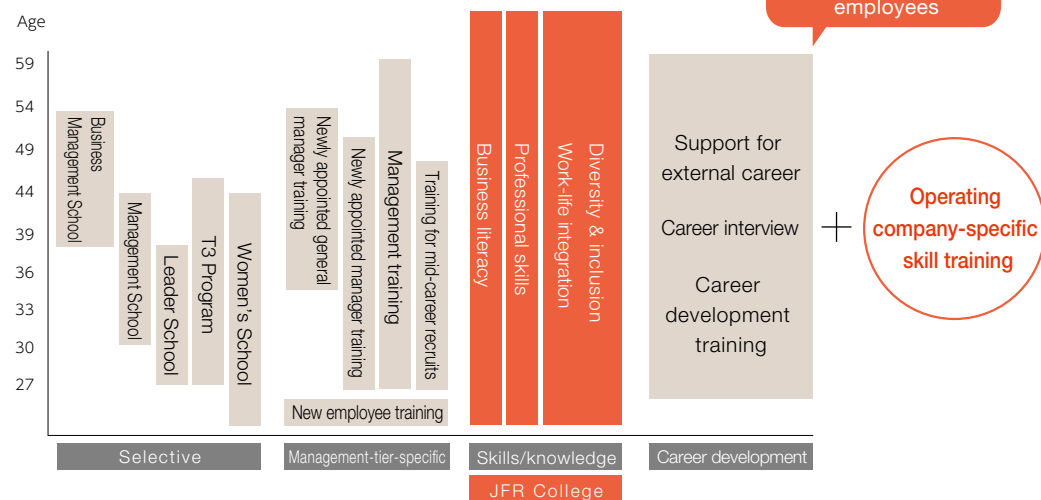 employees
Age
59
54
49
44
39
36
33
30
27
Business
Management School
Management School
Leader School
T3 Program
Women's School
Newly appointed general
manager training
Newly appointed manager training
Management training
Training for mid-career recruits
New employee training
Business literacy
Professional skills
Diversity & inclusion
Work-life integration
Support for
external career
Career interview
Career
development
training
+
Operating
company-specific
skill training
Selective
Management-tier-specific
Skills/knowledge
Career development
JFR College